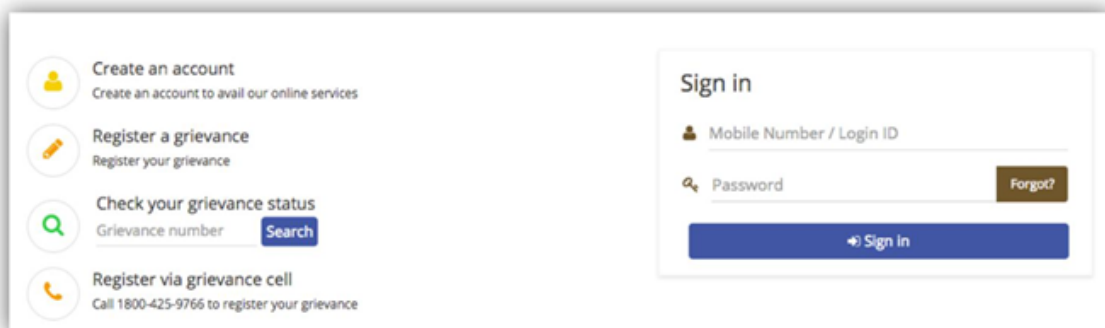 Create an account
Create an account to avail our online services
Register a grievance
Register your grievance
Check your grievance status
Grievance number Search
Register via grievance cell
Call 1800-425-9766 to register your grievance
Sign in
Mobile Number / Login ID
Password Forgot?
Sign in